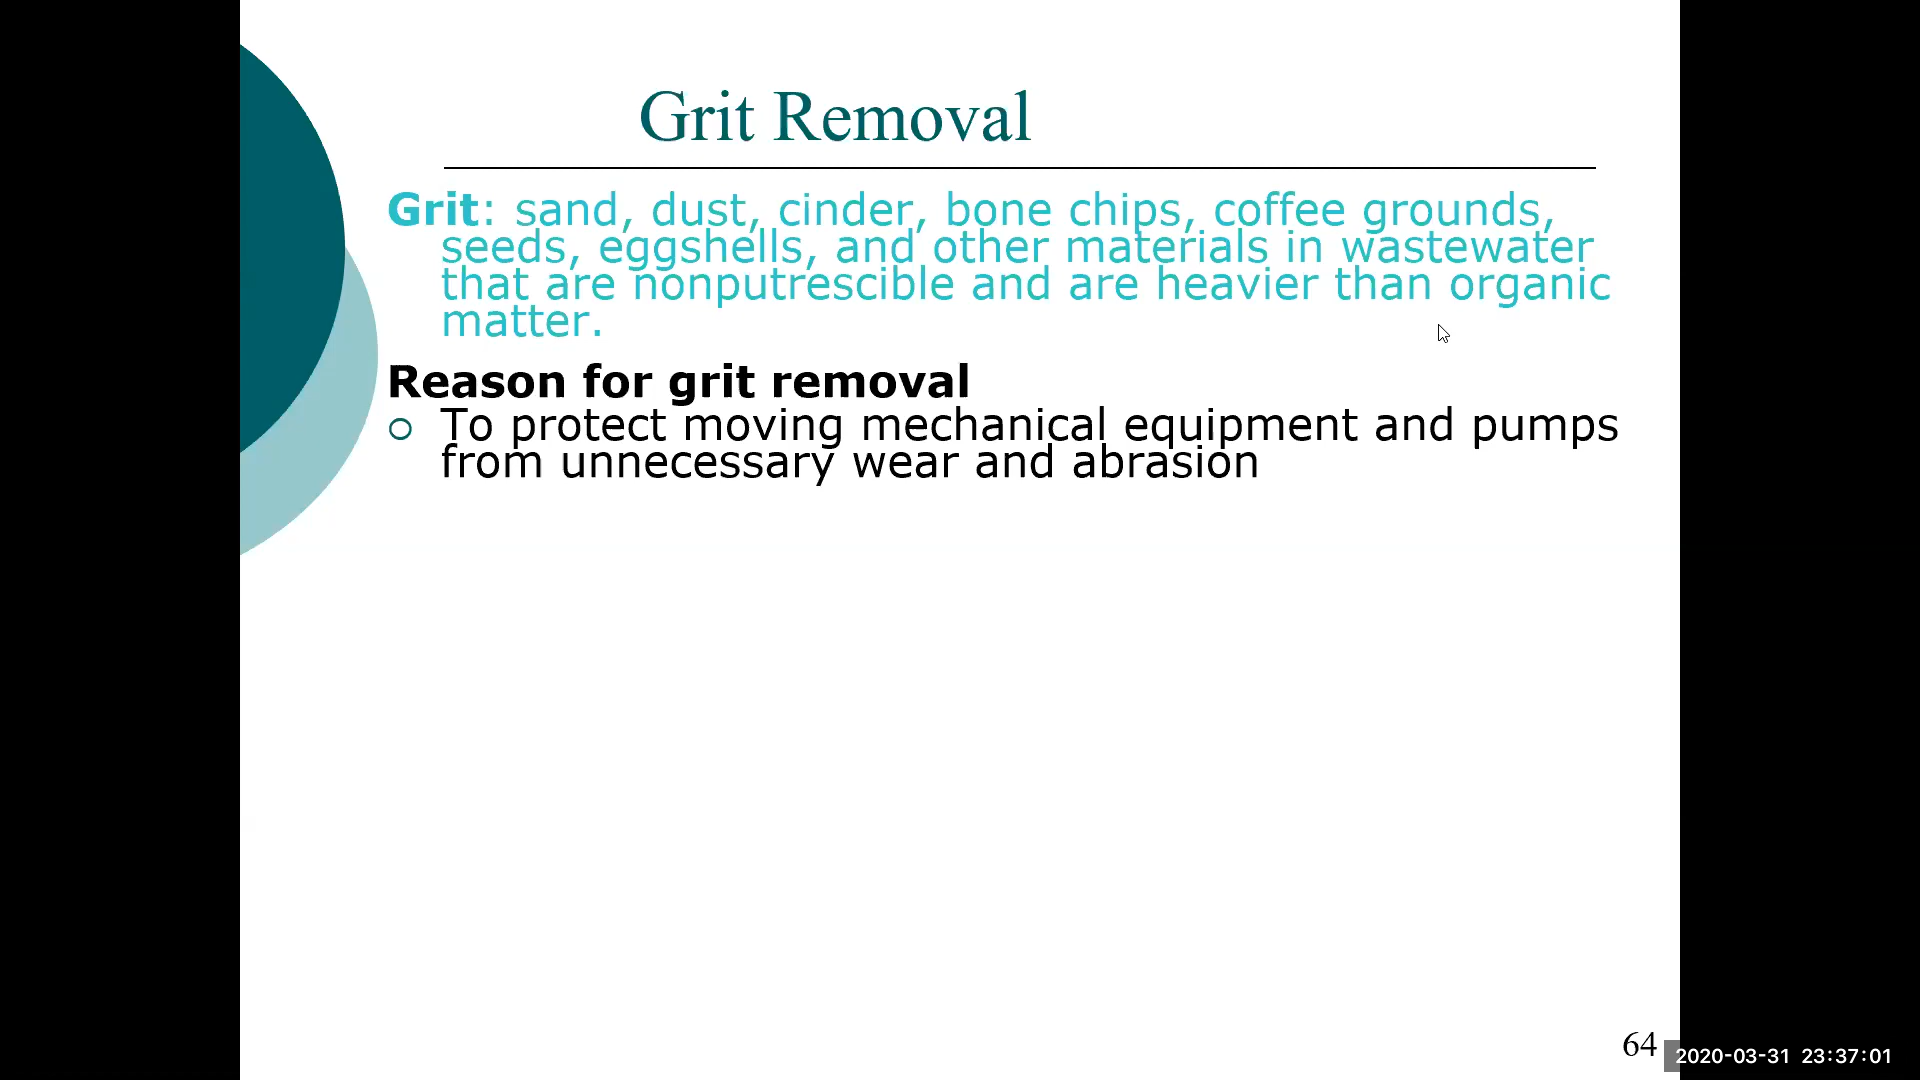 Grit Removal
Grit: sand, dust, cinder, bone chips, coffee grounds,
seeds, eggshells, and other materials in wastewater
that are nonputrescible and are heavier than organic
matter.
Reason for grit removal
To protect moving mechanical equipment and pumps
from unnecessary wear and abrasion
64
2020-03-31 23:37:01